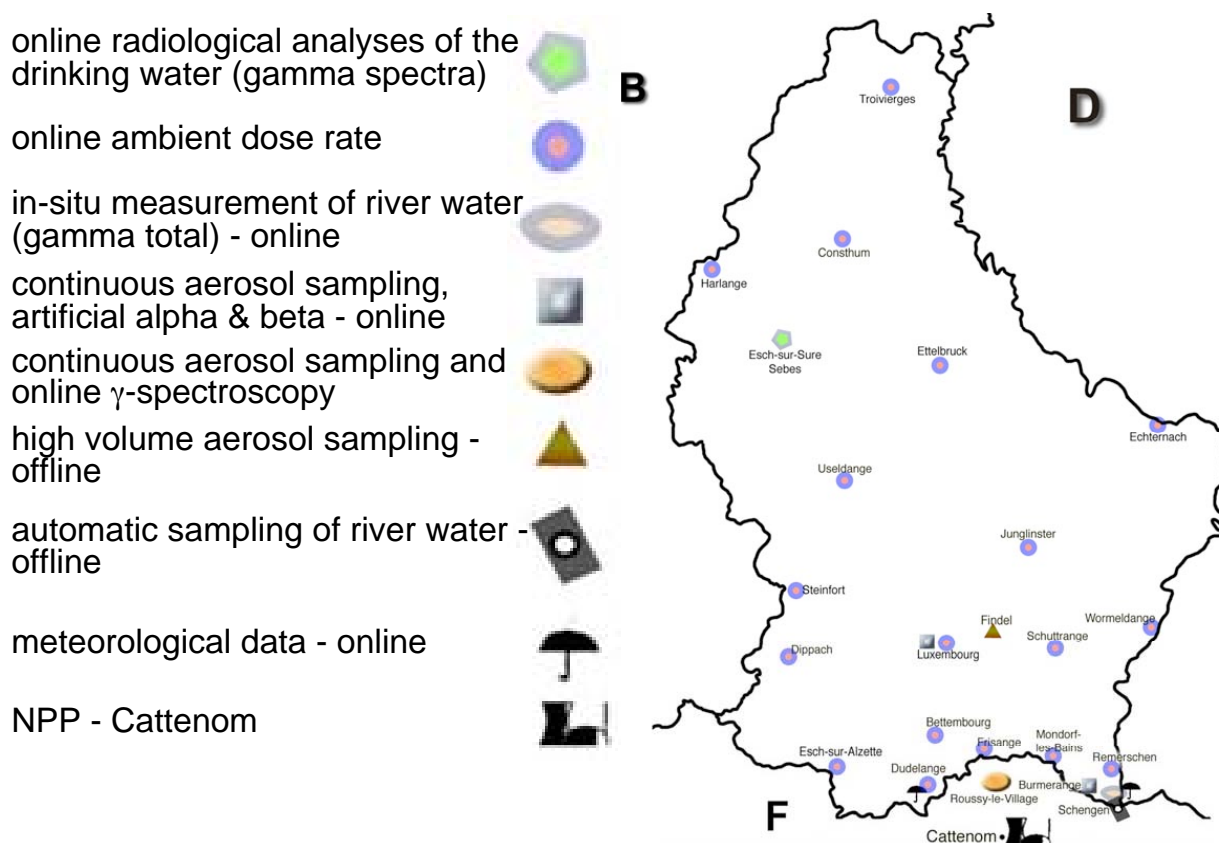 online radiological analyses of the
drinking water (gamma spectra)
online ambient dose rate
in-situ measurement of river water
(gamma total) - online
continuous aerosol sampling,
artificial alpha & beta - online
continuous aerosol sampling and
online γ-spectroscopy
high volume aerosol sampling -
offline
automatic sampling of river water -
offline
meteorological data - online
NPP - Cattenom
B
D
Troivierges
Consthum
Harlange
Esch-sur-Sure
Sebes
Ettelbruck
Echternach
Useldange
Junglinster
Steinfort
Findel
Wormeldange
Luxembourg
Schuttrange
Dippach
Bettembourg
Frisange
Mondorf-
les-Bains
Remerschen
Esch-sur-Alzette
Dudelange
Burmerange
Roussy-le-Village
Schengen
F
Cattenom